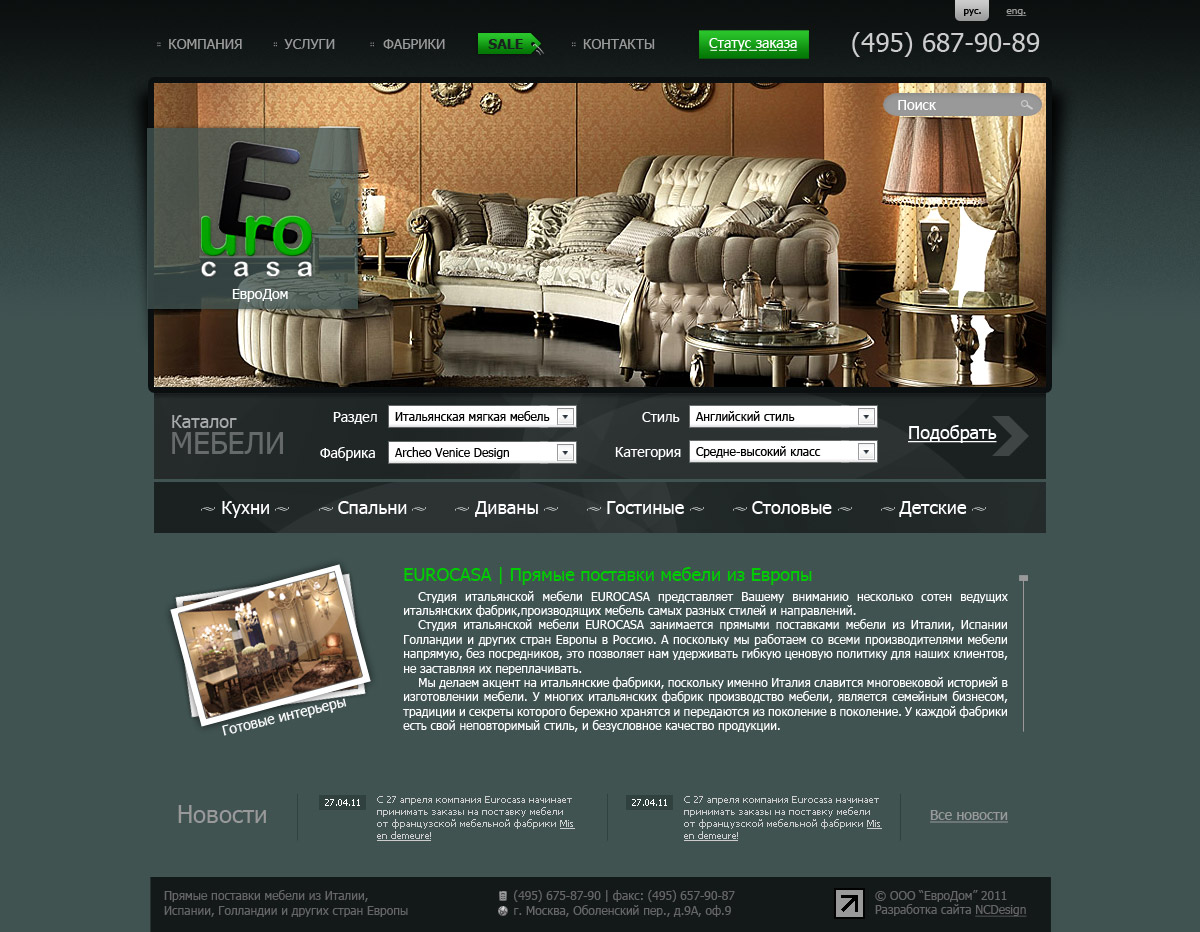 рус.
eng.
КОМПАНИЯ
УСЛУГИ
ФАБРИКИ
SALE
КОНТАКТЫ
Статус заказа
(495) 687-90-89
Поиск
Euro
casa
ЕвроДом
Каталог
МЕБЕЛИ
Раздел
Итальянская мягкая мебель
Стиль
Английский стиль
Фабрика
Archeo Venice Design
Категория
Средне-высокий класс
Подобрать
Кухни
Спальни
Диваны
Гостиные
Столовые
Детские
Готовые интерьеры
EUROCASA | Прямые поставки мебели из Европы
Студия итальянской мебели EUROCASA представляет Вашему вниманию несколько сотен ведущих
итальянских фабрик,производящих мебель самых разных стилей и направлений.
Студия итальянской мебели EUROCASA занимается прямыми поставками мебели из Италии, Испании
Голландии и других стран Европы в Россию. А поскольку мы работаем со всеми производителями мебели
напрямую, без посредников, это позволяет нам удерживать гибкую ценовую политику для наших клиентов,
не заставляя их переплачивать.
Мы делаем акцент на итальянские фабрики, поскольку именно Италия славится многовековой историей в
изготовлении мебели. У многих итальянских фабрик производство мебели, является семейным бизнесом,
традиции и секреты которого бережно хранятся и передаются из поколение в поколение. У каждой фабрики
есть свой неповторимый стиль, и безусловное качество продукции.
Новости
27.04.11
С 27 апреля компания Eurocasa начинает
принимать заказы на поставку мебели
от французской мебельной фабрики Mis
en demeure!
27.04.11
С 27 апреля компания Eurocasa начинает
принимать заказы на поставку мебели
от французской мебельной фабрики Mis
en demeure!
Все новости
Прямые поставки мебели из Италии,
Испании, Голландии и других стран Европы
(495) 675-87-90 | факс: (495) 657-90-87
г. Москва, Оболенский пер., д.9А, оф.9
© ООО “ЕвроДом” 2011
Разработка сайта NCDesign